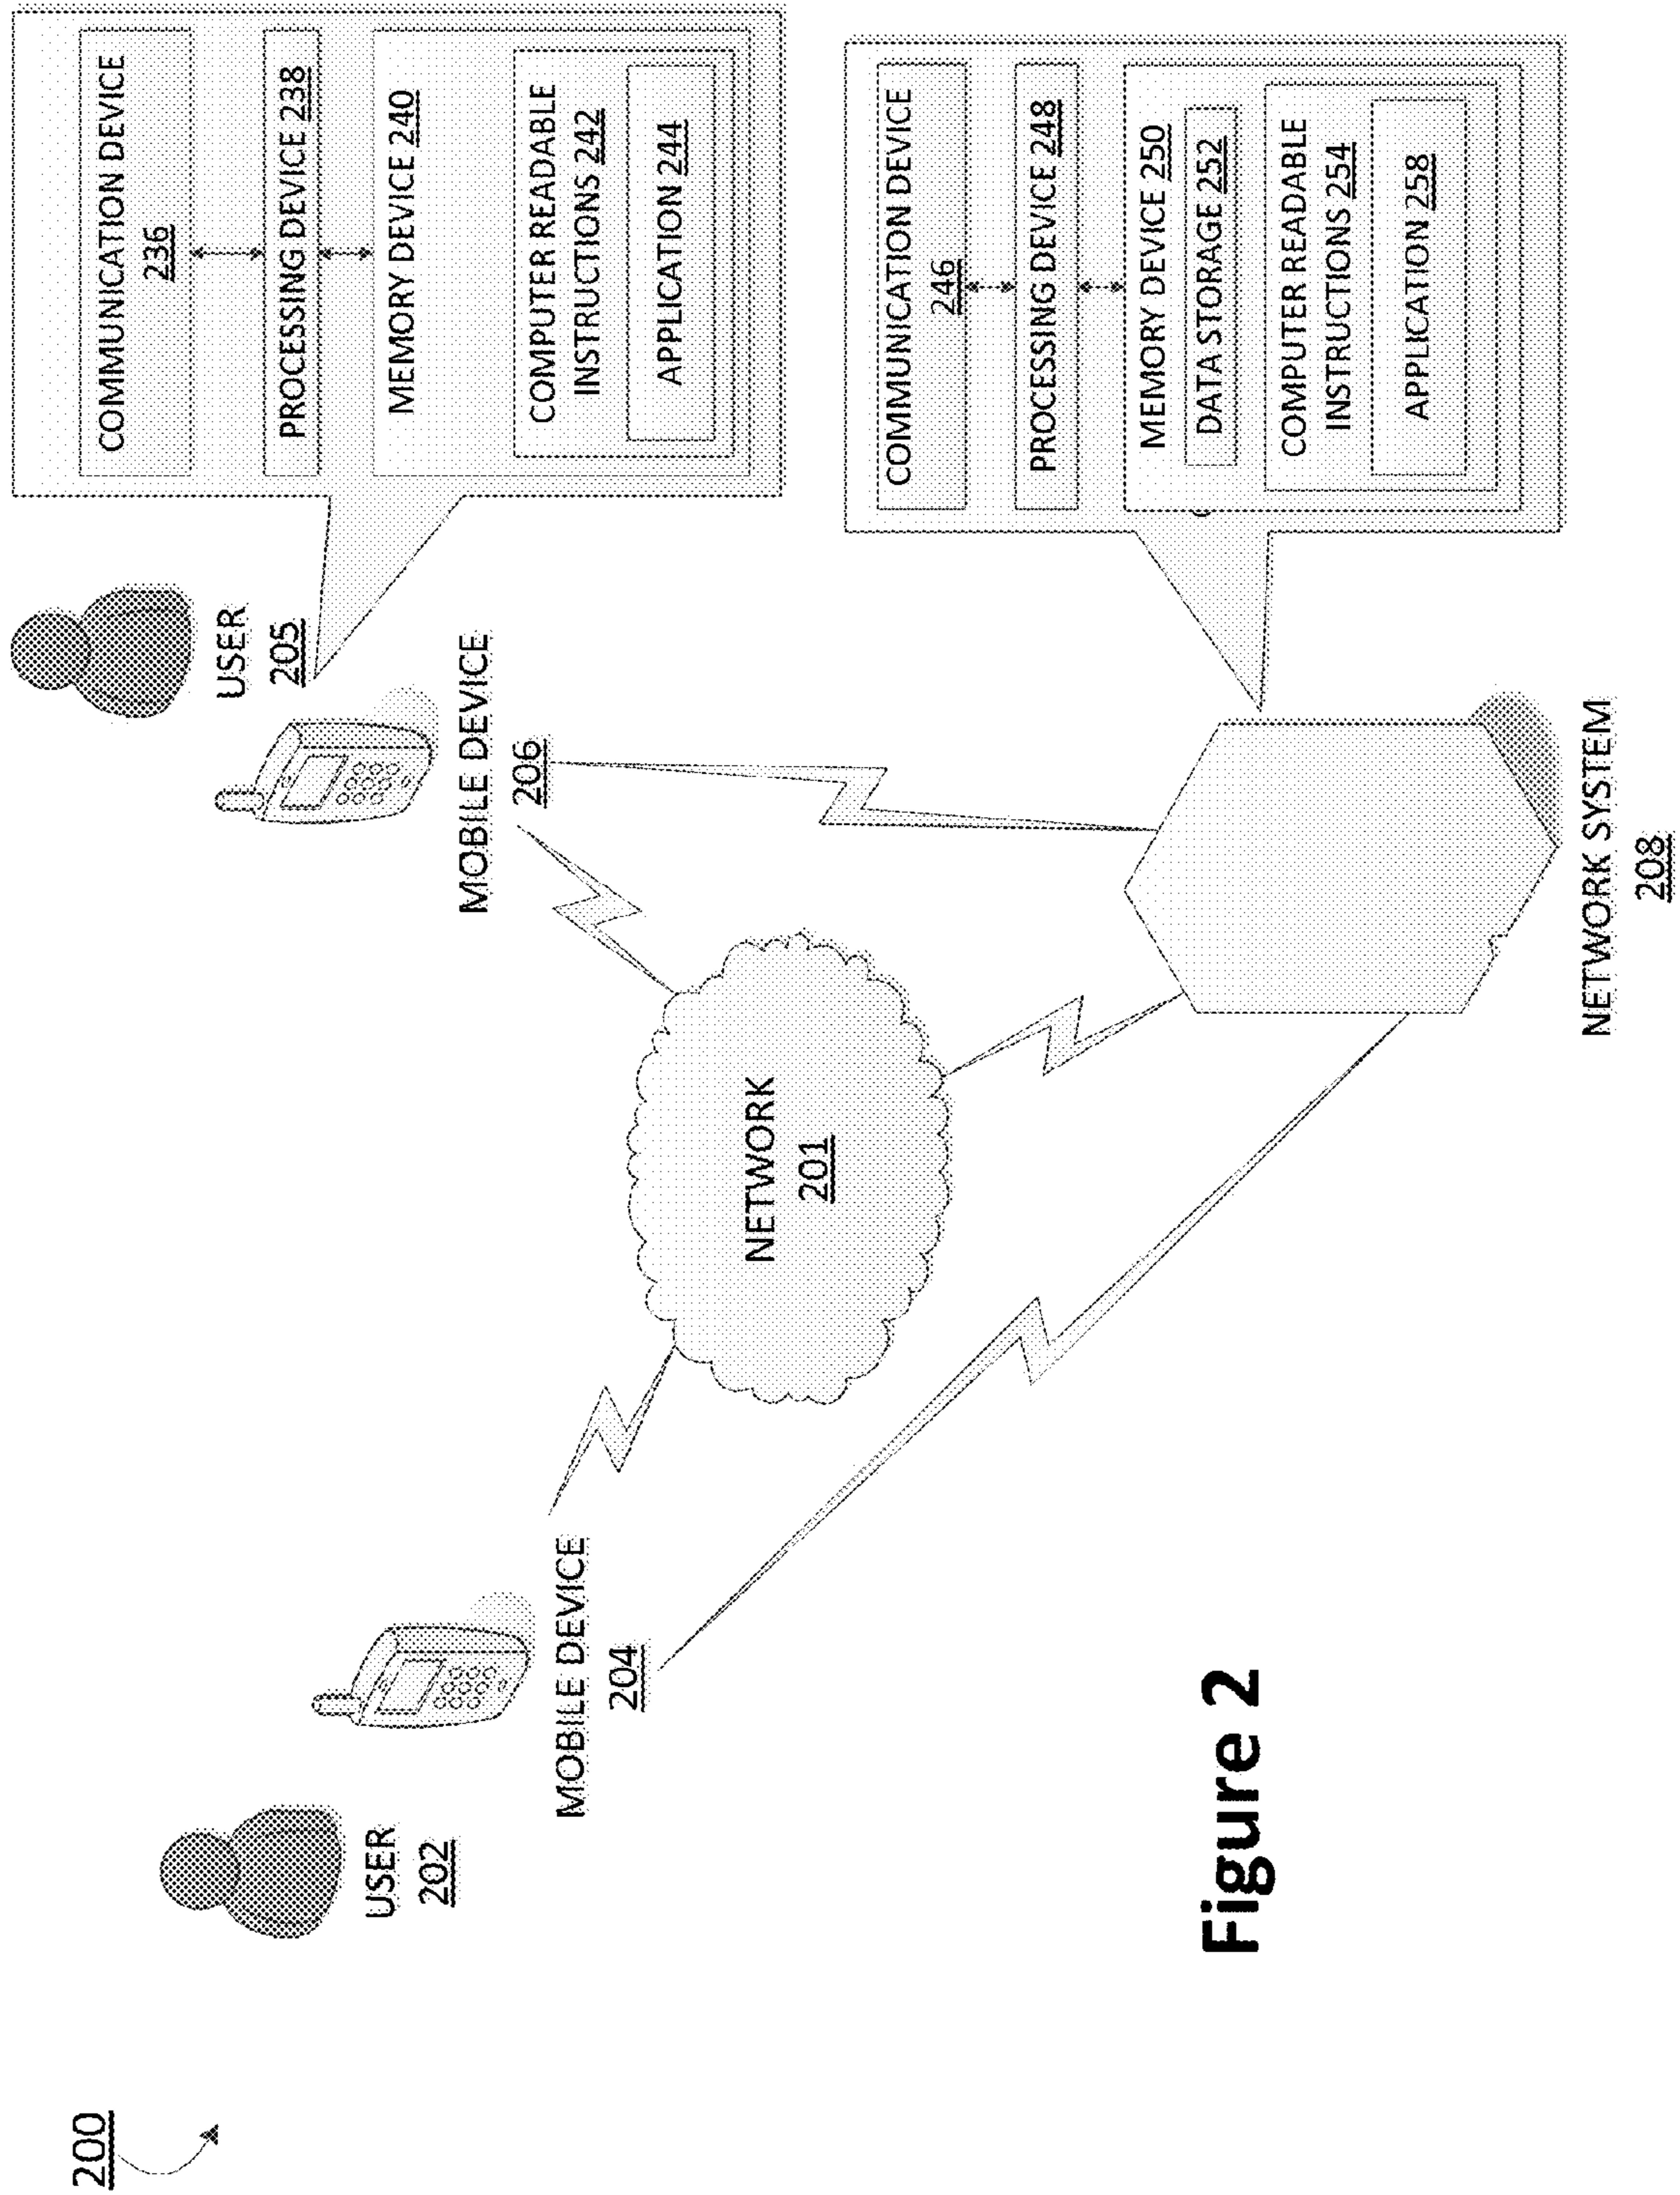 200
USER
202
MOBILE DEVICE
204
NETWORK
201
USER
205
MOBILE DEVICE
206
NETWORK SYSTEM
208
COMMUNICATION DEVICE
236
PROCESSING DEVICE 238
MEMORY DEVICE 240
COMPUTER READABLE
INSTRUCTIONS 242
APPLICATION 244
COMMUNICATION DEVICE
246
PROCESSING DEVICE 248
MEMORY DEVICE 250
DATA STORAGE 252
COMPUTER READABLE
INSTRUCTIONS 254
APPLICATION 258
Figure 2